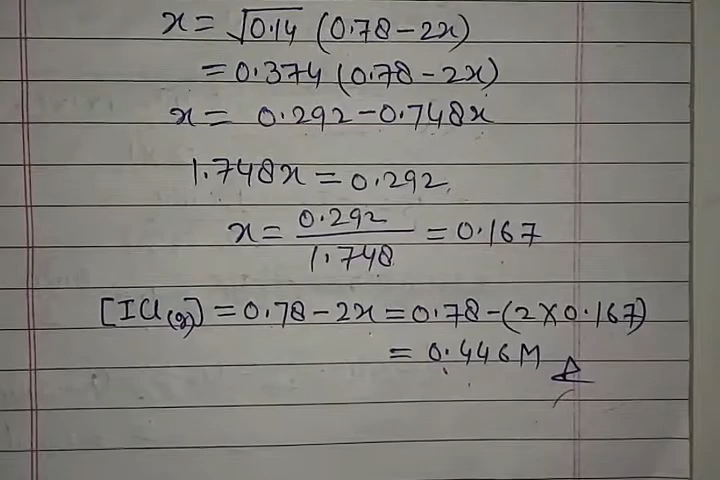 x = √0.14 (0.78 - 2x)
= 0.374 (0.78 - 2x)
x = 0.292 - 0.748x
1.748x = 0.292
x = 0.292/1.748 = 0.167
[ICl(g)] = 0.78 - 2x = 0.78 - (2 × 0.167)
= 0.446 M